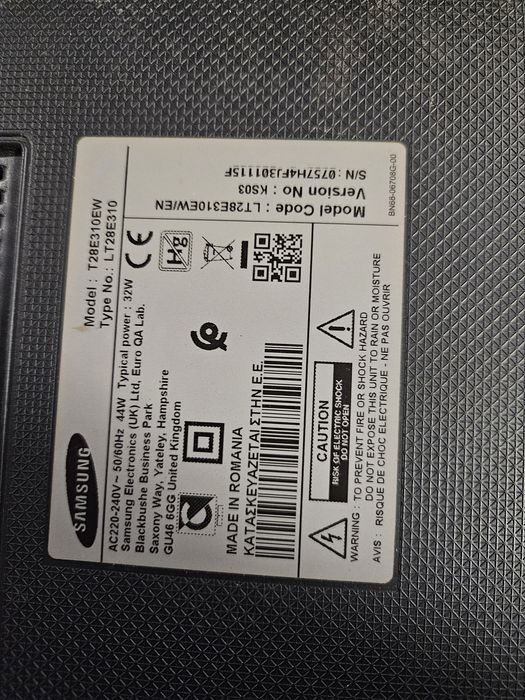 SAMSUNG
Model : T28E310EW
Type No.: LT28E310
AC220-240V~ 50/60Hz 44W Typical power : 32W
Samsung Electronics (UK) Ltd, Euro QA Lab.
Blackbushe Business Park
Saxony Way, Yateley, Hampshire
GU46 6GG United Kingdom
CE
Hg
MADE IN ROMANIA
ΚΑΤΑΣΚΕΥΑΖΕΤΑΙ ΣΤΗΝ Ε.Ε.
CAUTION
RISK OF ELECTRIC SHOCK
DO NOT OPEN
WARNING : TO PREVENT FIRE OR SHOCK HAZARD
DO NOT EXPOSE THIS UNIT TO RAIN OR MOISTURE
AVIS : RISQUE DE CHOC ELECTRIQUE - NE PAS OUVRIR
Model Code : LT28E310EW/EN
Version No : KS03
S/N : 0757H4FJ301115F
BN68-06708G-00